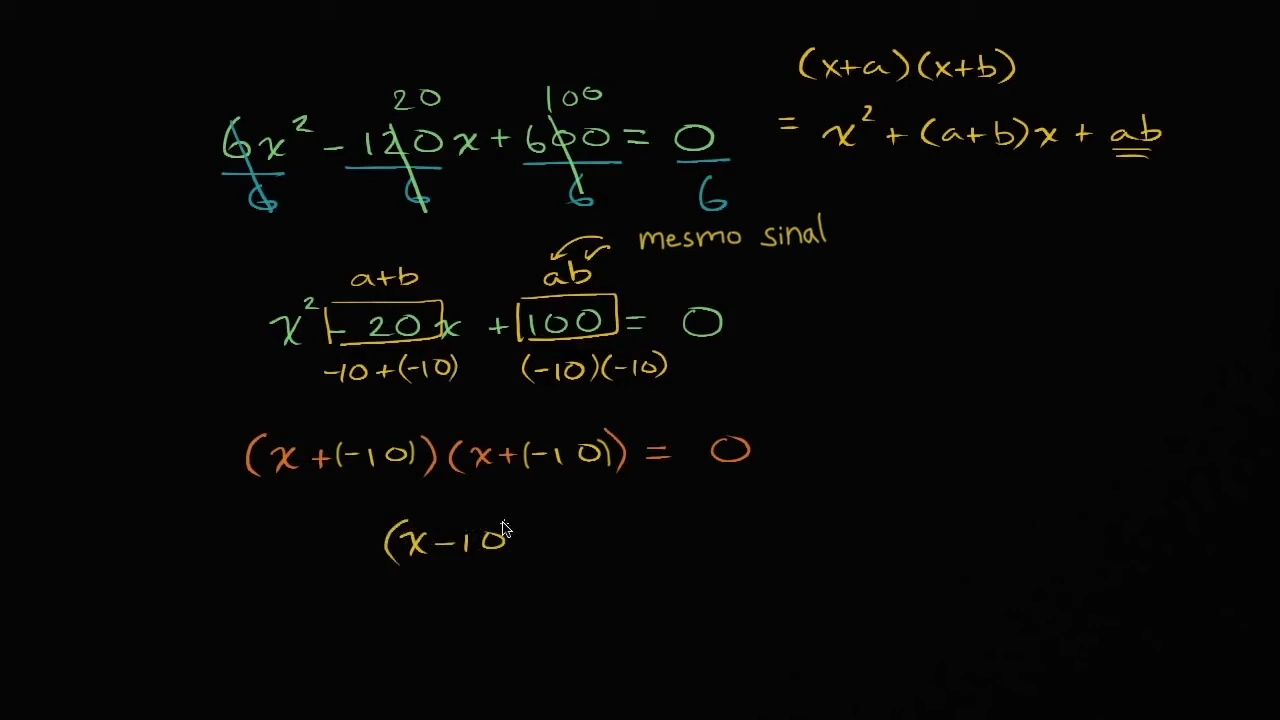 (x+a)(x+b)
= x² + (a+b)x + ab
20 100
6x² - 120x + 600 = 0
6 6 6 6
mesmo sinal
a+b ab
x² - 20x + 100 = 0
-10+(-10) (-10)(-10)
(x+(-10))(x+(-10)) = 0
(x-10